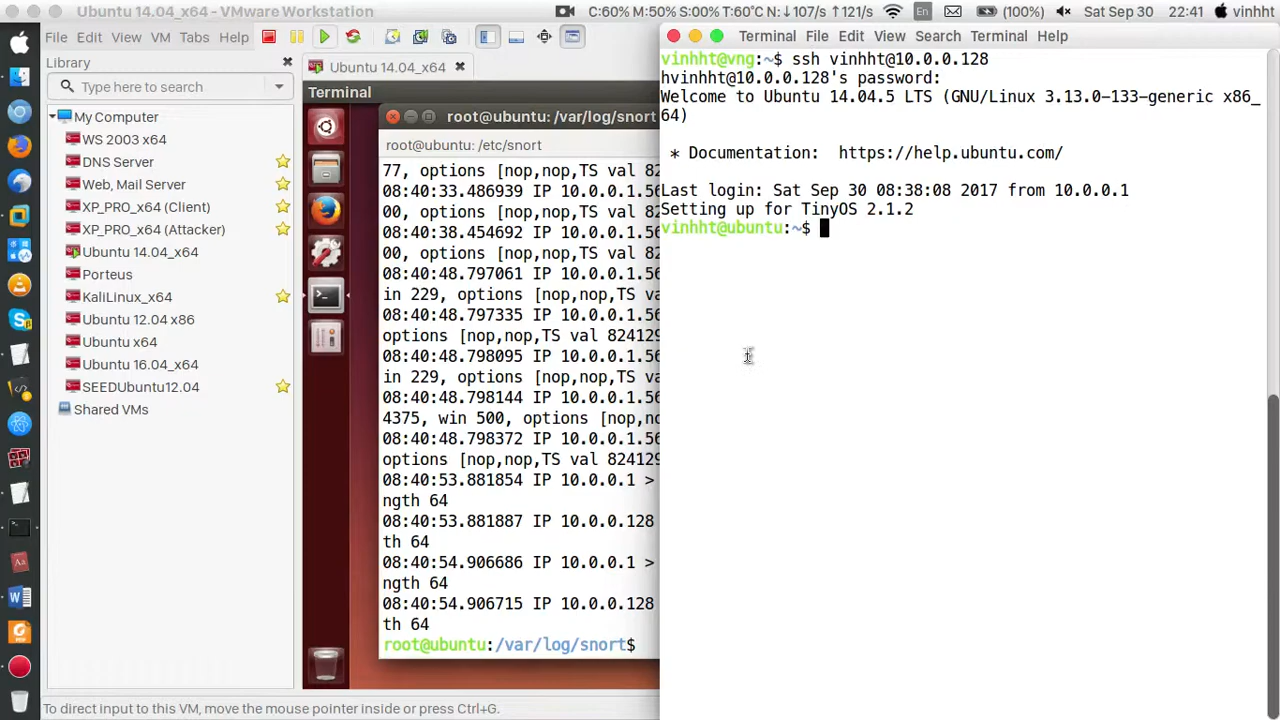 Ubuntu 14.04_x64 - VMware Workstation
C:60% M:50% S:00% T:60°C N:↓107/s ↑121/s
En
(100%)
Sat Sep 30
22:41
vinhht
File Edit View VM Tabs Help
Library
Type here to search
My Computer
WS 2003 x64
DNS Server
Web, Mail Server
XP_PRO_x64 (Client)
XP_PRO_x64 (Attacker)
Ubuntu 14.04_x64
Porteus
KaliLinux_x64
Ubuntu 12.04 x86
Ubuntu x64
Ubuntu 16.04_x64
SEEDUbuntu12.04
Shared VMs
Ubuntu 14.04_x64
Terminal
root@ubuntu: /var/log/snort
root@ubuntu: /etc/snort
77, options [nop,nop,TS val 82
08:40:33.486939 IP 10.0.0.1.56
00, options [nop,nop,TS val 82
08:40:38.454692 IP 10.0.0.1.56
00, options [nop,nop,TS val 82
08:40:48.797061 IP 10.0.0.1.56
in 229, options [nop,nop,TS va
08:40:48.797335 IP 10.0.0.1.56
options [nop,nop,TS val 824129
08:40:48.798095 IP 10.0.0.1.56
in 229, options [nop,nop,TS va
08:40:48.798144 IP 10.0.0.128
4375, win 500, options [nop,no
08:40:48.798372 IP 10.0.0.1.56
options [nop,nop,TS val 824129
08:40:53.881854 IP 10.0.0.1 >
ngth 64
08:40:53.881887 IP 10.0.0.128
th 64
08:40:54.906686 IP 10.0.0.1 >
ngth 64
08:40:54.906715 IP 10.0.0.128
th 64
root@ubuntu:/var/log/snort$
Terminal File Edit View Search Terminal Help
vinhht@vng:~$ ssh vinhht@10.0.0.128
hvinhht@10.0.0.128's password:
Welcome to Ubuntu 14.04.5 LTS (GNU/Linux 3.13.0-133-generic x86_
64)
* Documentation: https://help.ubuntu.com/
Last login: Sat Sep 30 08:38:08 2017 from 10.0.0.1
Setting up for TinyOS 2.1.2
vinhht@ubuntu:~$
To direct input to this VM, move the mouse pointer inside or press Ctrl+G.